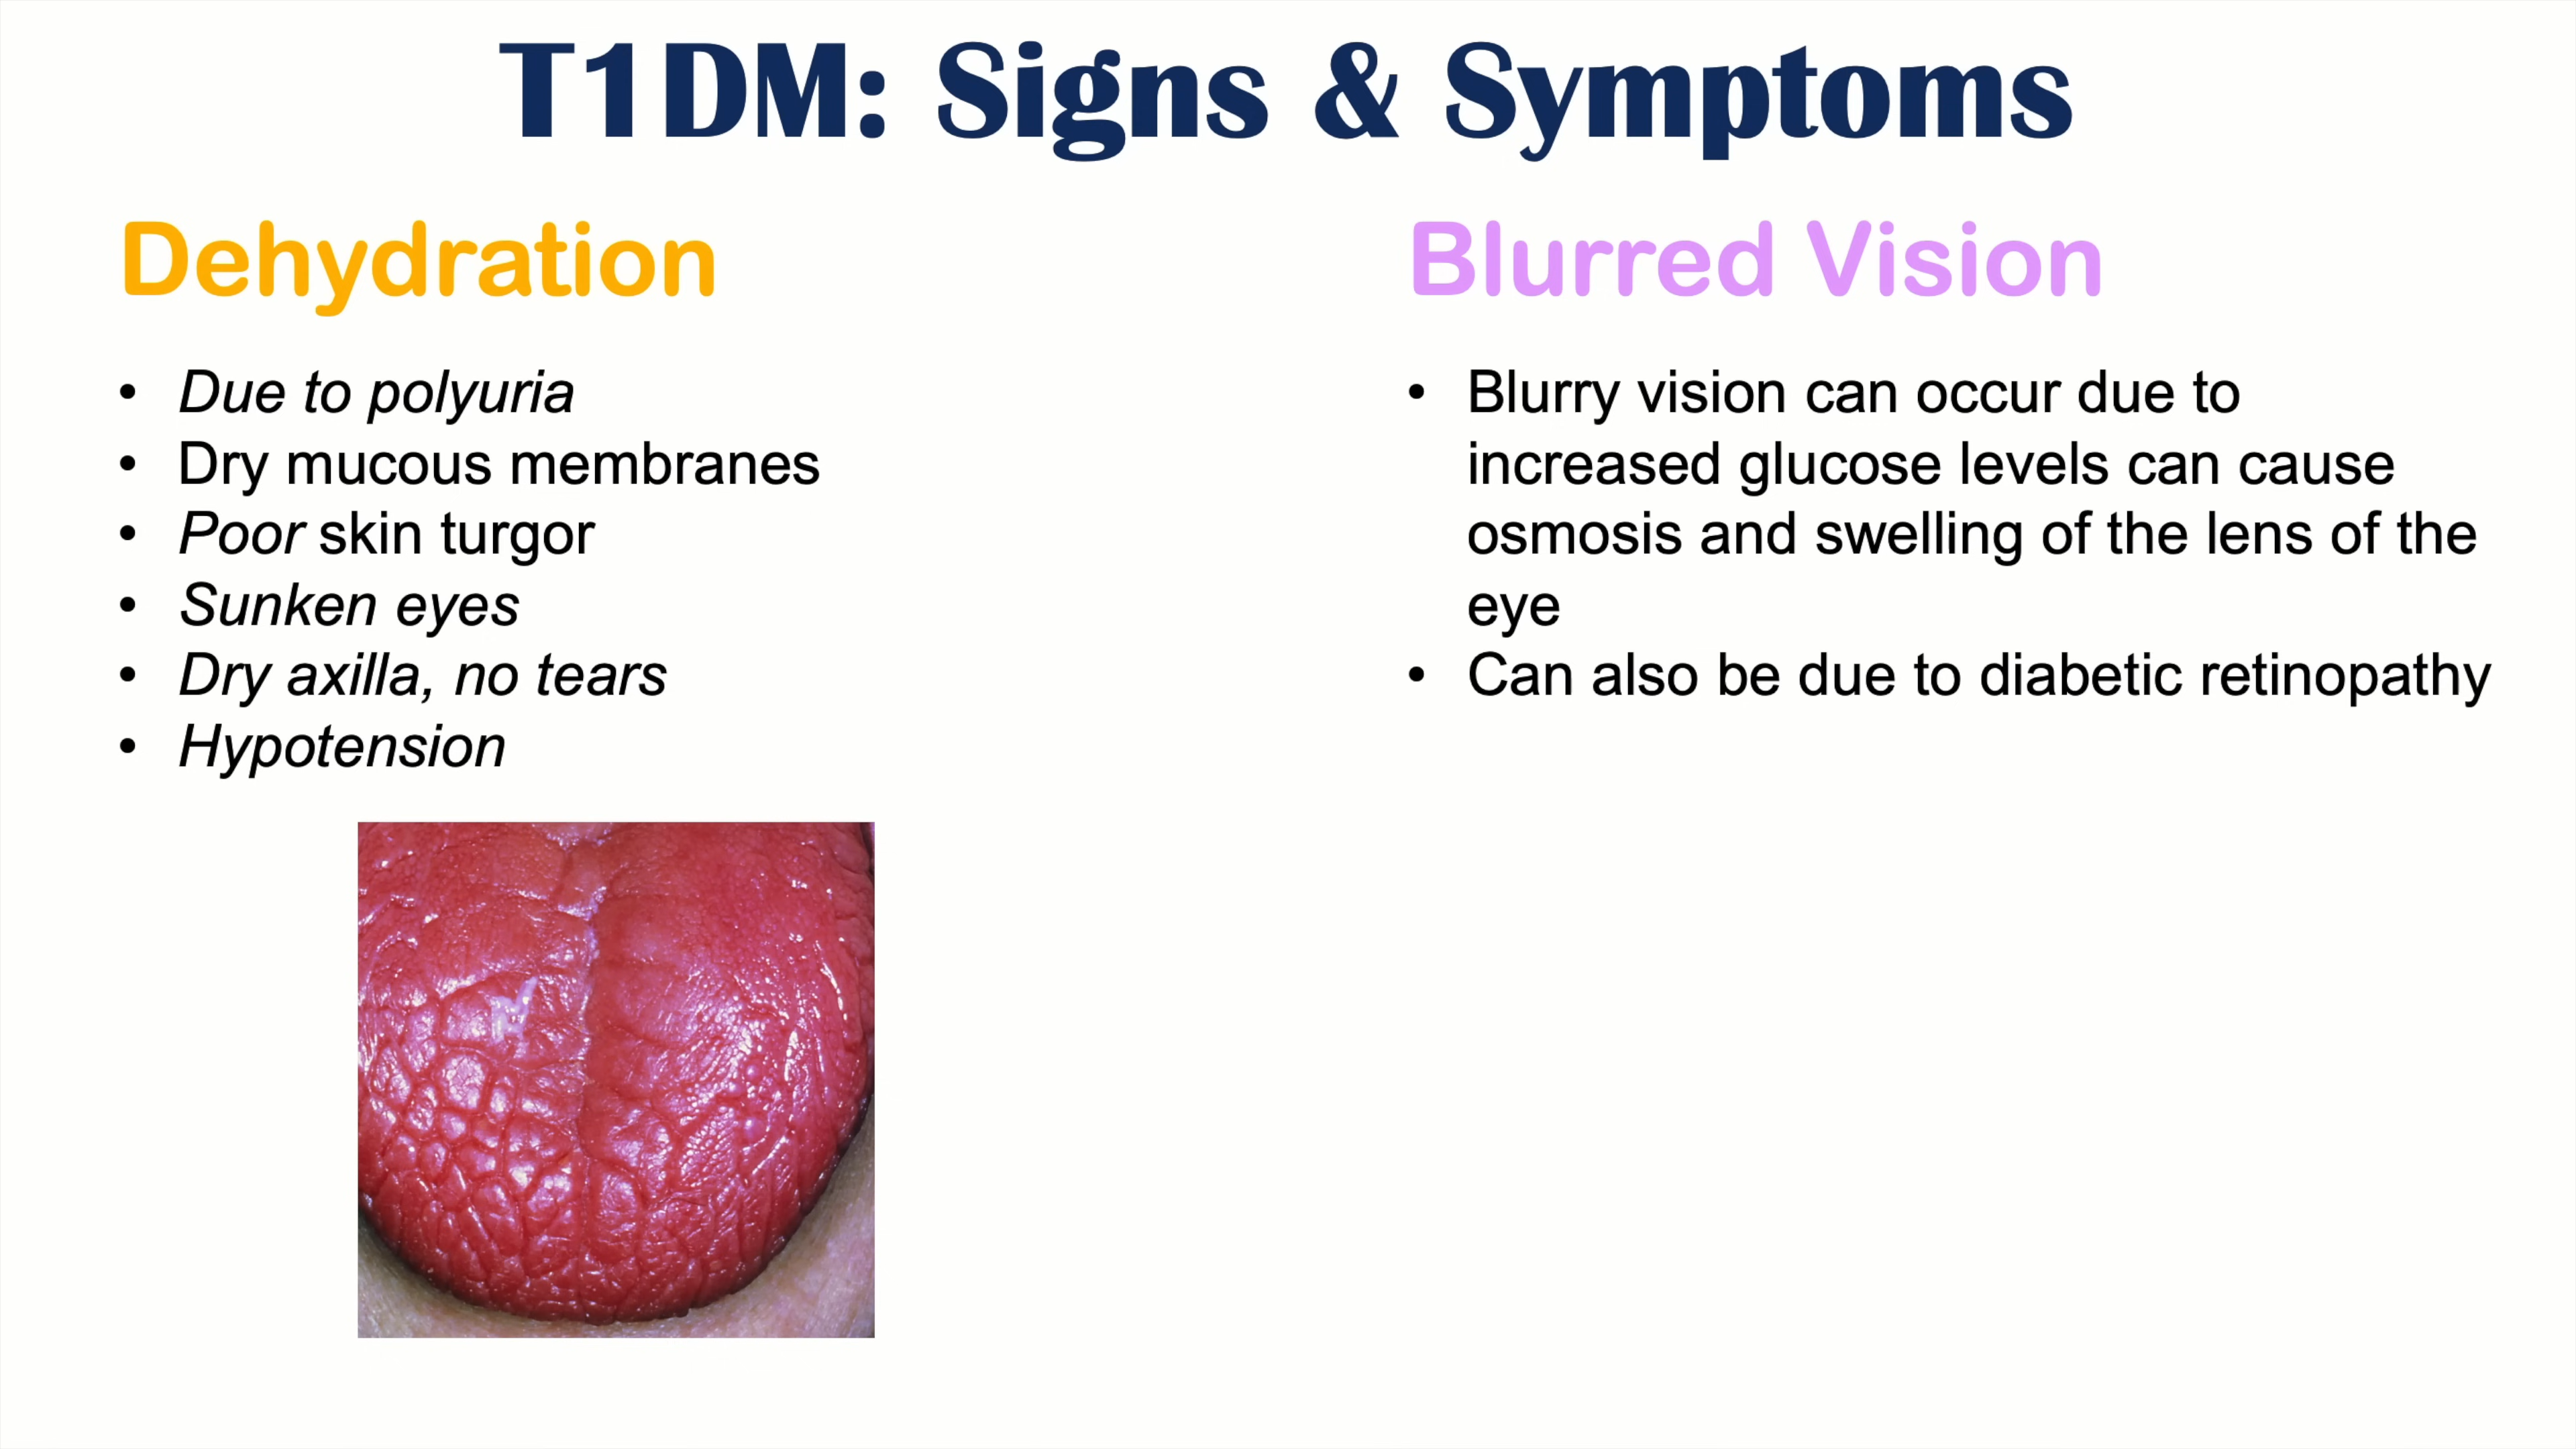 T1DM: Signs & Symptoms
Dehydration
• Due to polyuria
• Dry mucous membranes
• Poor skin turgor
• Sunken eyes
• Dry axilla, no tears
• Hypotension
Blurred Vision
• Blurry vision can occur due to
increased glucose levels can cause
osmosis and swelling of the lens of the
eye
• Can also be due to diabetic retinopathy